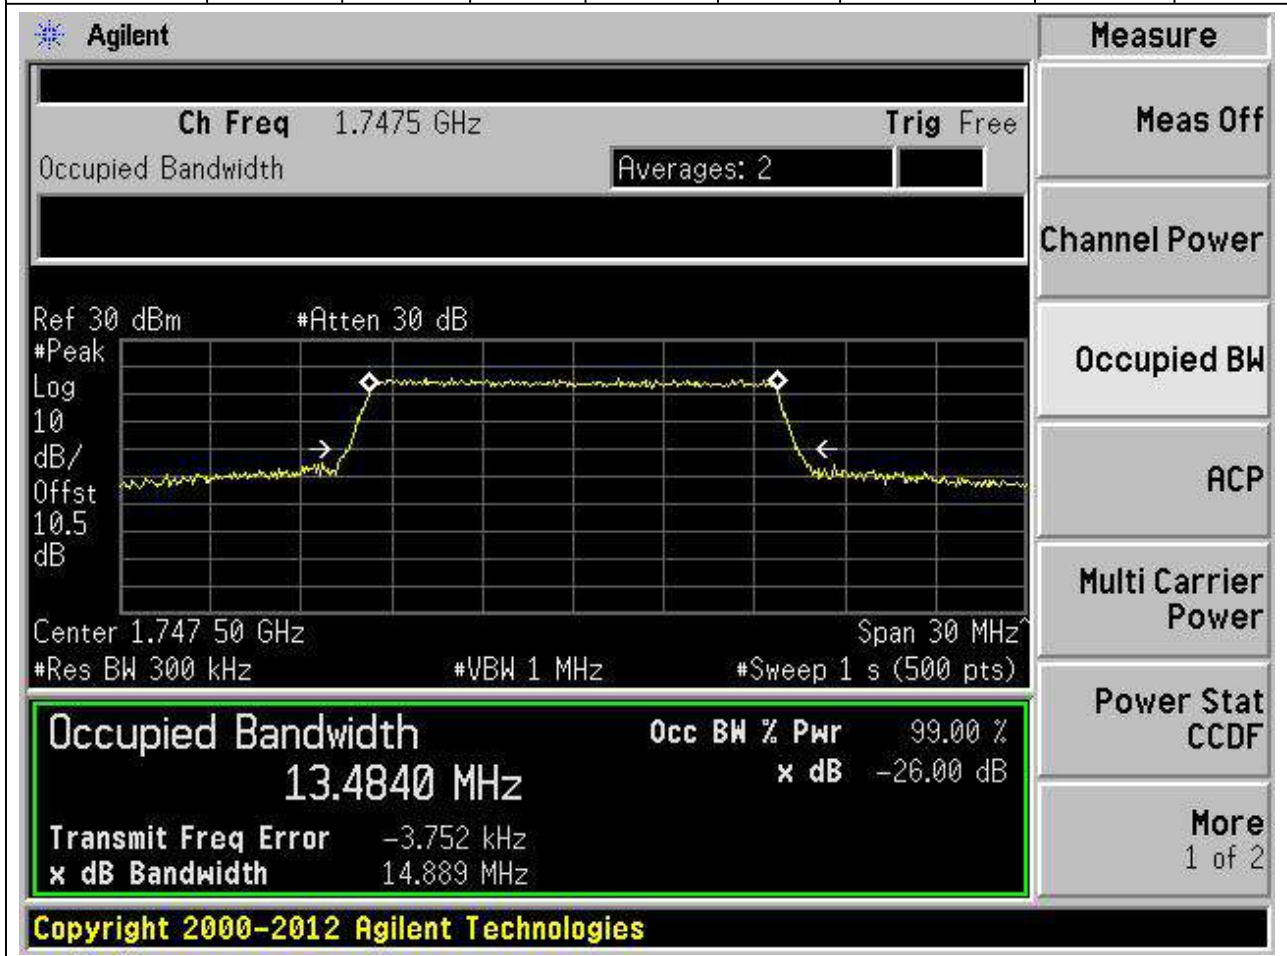 Agilent
Measure
Ch Freq 1.7475 GHz Trig Free
Occupied Bandwidth Averages: 2
Ref 30 dBm #Atten 30 dB
#Peak
Log
10
dB/
Offst
10.5
dB
Center 1.747 50 GHz Span 30 MHz^
#Res BW 300 kHz #VBW 1 MHz #Sweep 1 s (500 pts)
Occupied Bandwidth
13.4840 MHz
Occ BW % Pwr 99.00 %
x dB -26.00 dB
Transmit Freq Error -3.752 kHz
x dB Bandwidth 14.889 MHz
Meas Off
Channel Power
Occupied BW
ACP
Multi Carrier
Power
Power Stat
CCDF
More
1 of 2
Copyright 2000-2012 Agilent Technologies